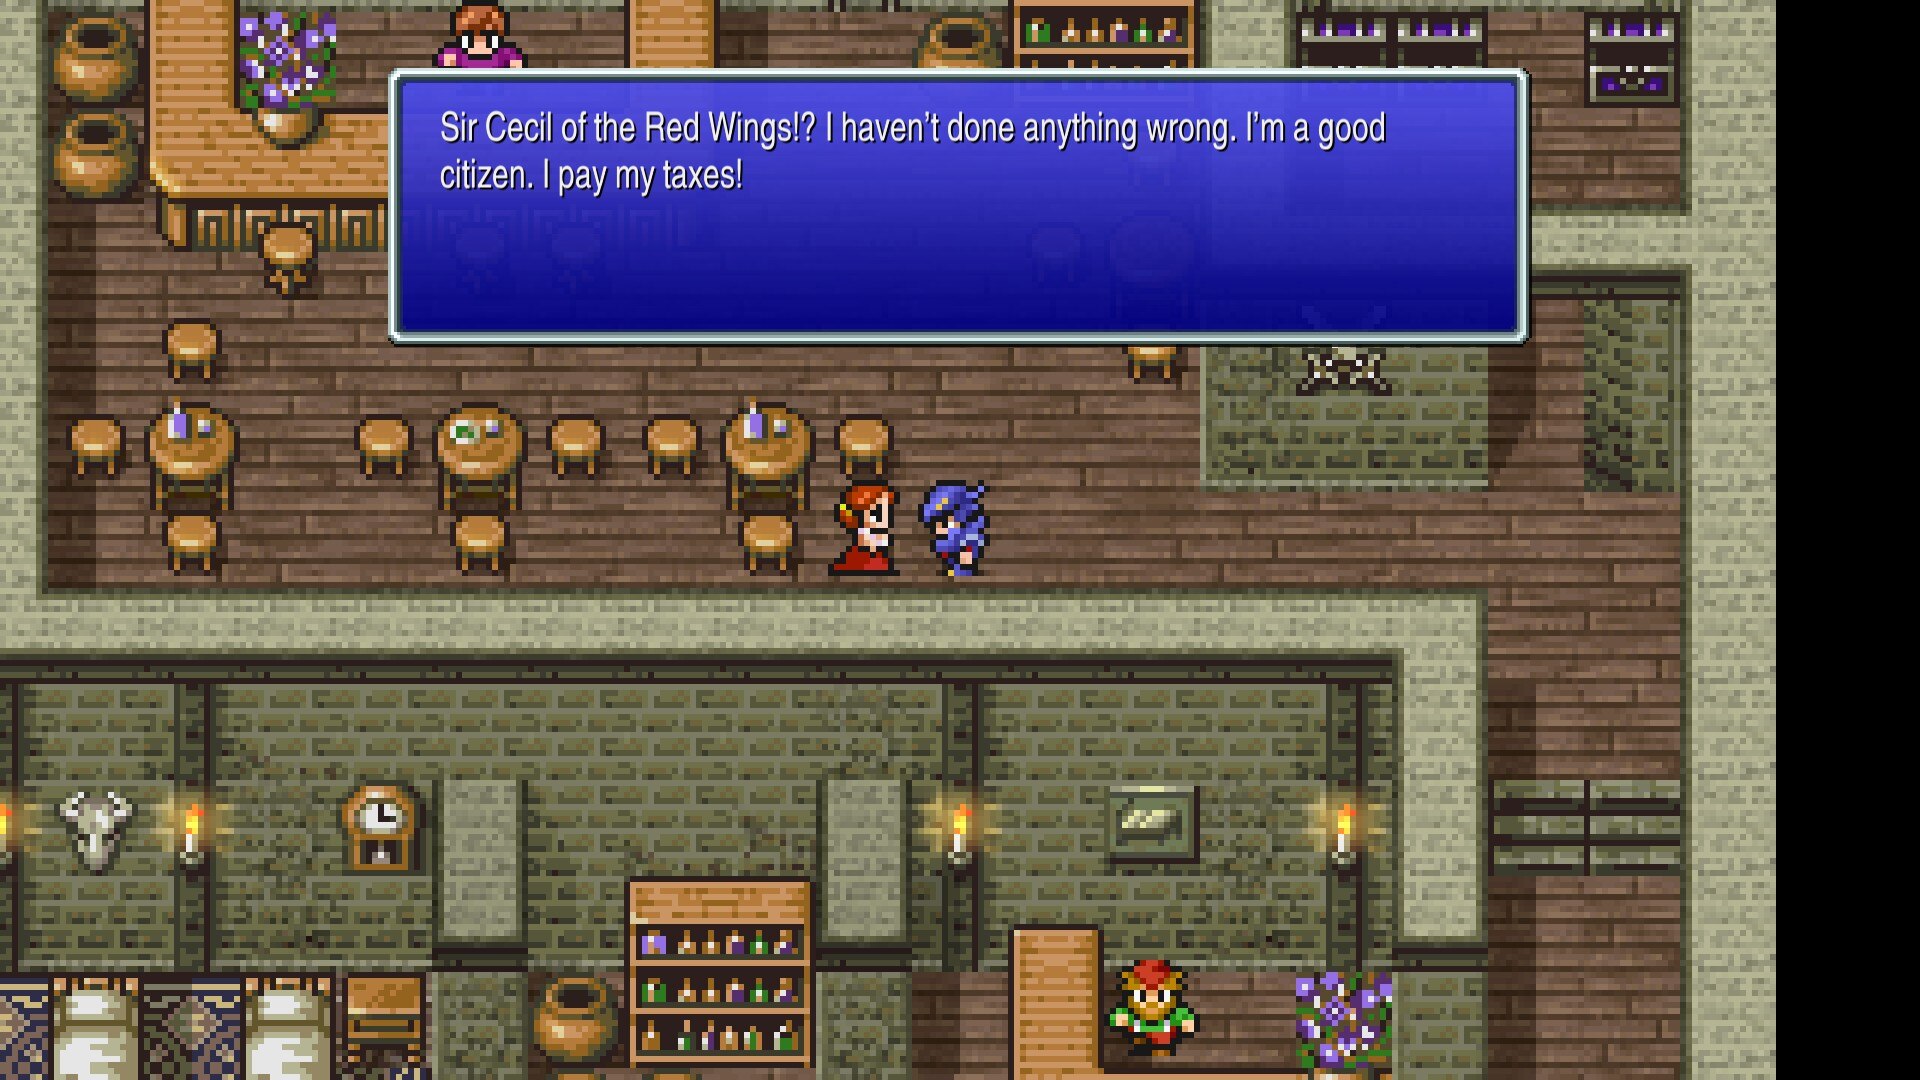 Sir Cecil of the Red Wings!? I haven’t done anything wrong. I’m a good
citizen. I pay my taxes!